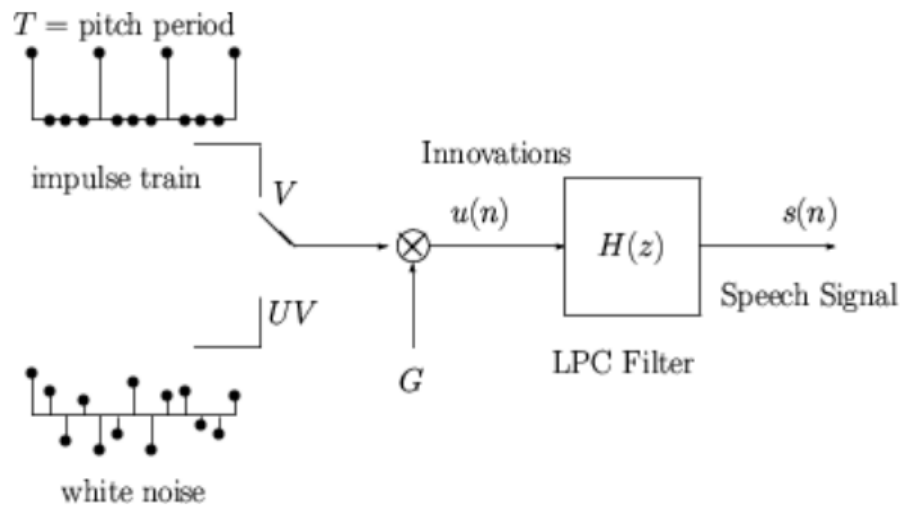 T = pitch period
impulse train
V
Innovations
u(n)
H(z)
s(n)
Speech Signal
UV
G
LPC Filter
white noise